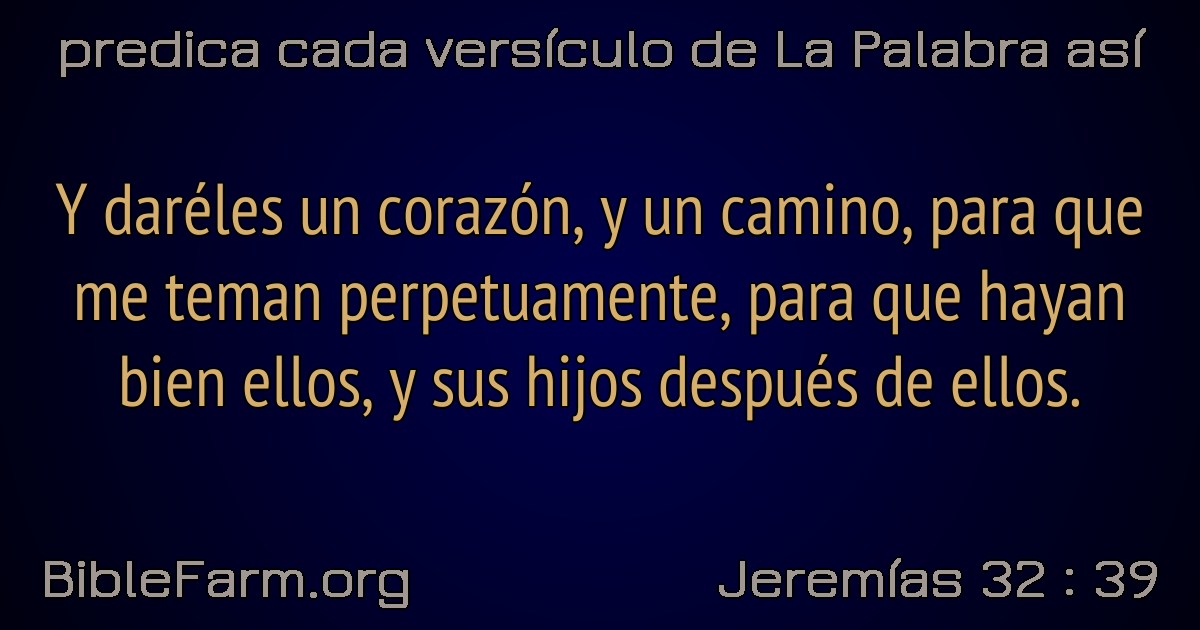 predica cada versículo de La Palabra así
Y daréles un corazón, y un camino, para que
me teman perpetuamente, para que hayan
bien ellos, y sus hijos después de ellos.
BibleFarm.org
Jeremías 32 : 39